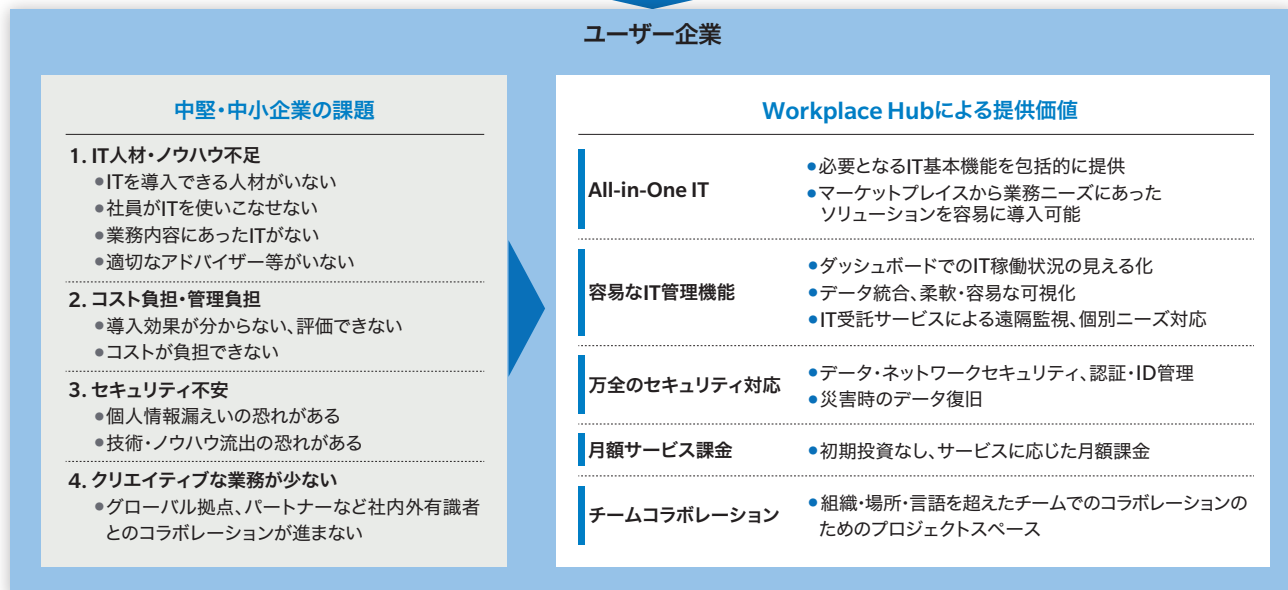 ユーザー企業
中堅・中小企業の課題
1. IT人材・ノウハウ不足
●ITを導入できる人材がいない
●社員がITを使いこなせない
●業務内容にあったITがない
●適切なアドバイザー等がいない
2. コスト負担・管理負担
●導入効果が分からない、評価できない
●コストが負担できない
3. セキュリティ不安
●個人情報漏えいの恐れがある
●技術・ノウハウ流出の恐れがある
4. クリエイティブな業務が少ない
●グローバル拠点、パートナーなど社内外有識者
とのコラボレーションが進まない
Workplace Hubによる提供価値
All-in-One IT
●必要となるIT基本機能を包括的に提供
●マーケットプレイスから業務ニーズにあった
ソリューションを容易に導入可能
容易なIT管理機能
●ダッシュボードでのIT稼働状況の見える化
●データ統合、柔軟・容易な可視化
●IT受託サービスによる遠隔監視、個別ニーズ対応
万全のセキュリティ対応
●データ・ネットワークセキュリティ、認証・ID管理
●災害時のデータ復旧
月額サービス課金
●初期投資なし、サービスに応じた月額課金
チームコラボレーション
●組織・場所・言語を超えたチームでのコラボレーションの
ためのプロジェクトスペース